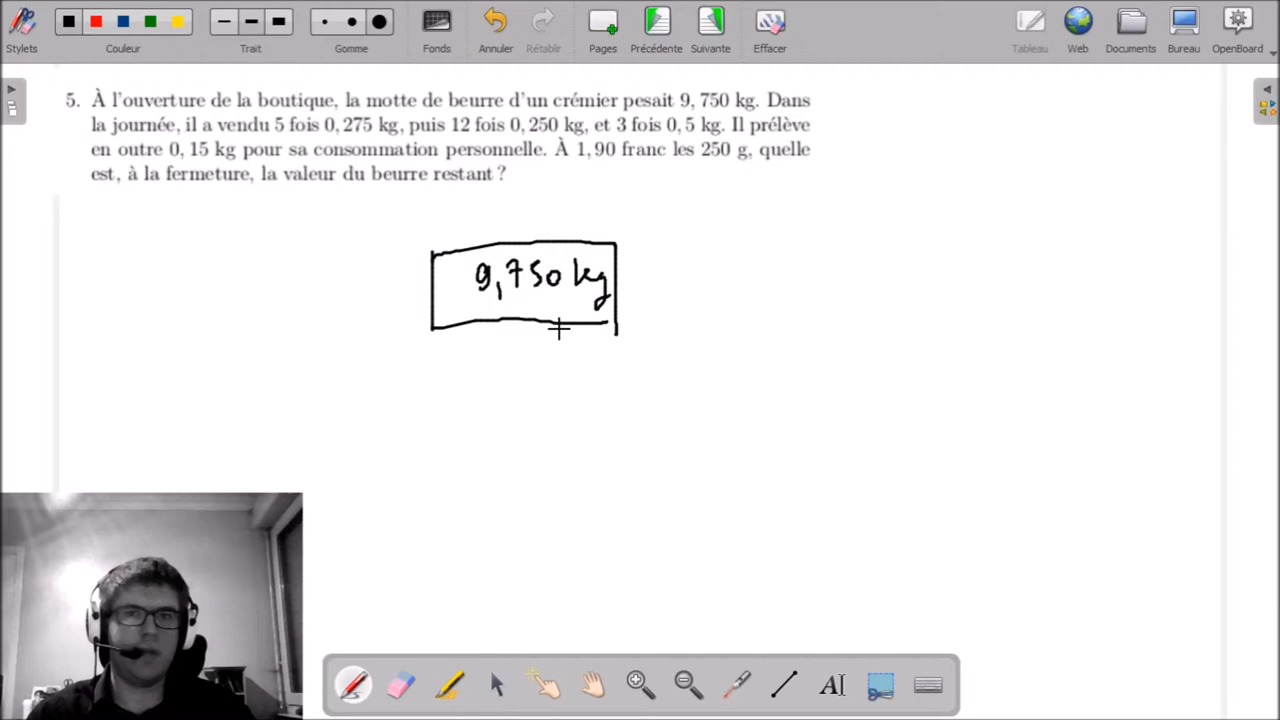 Stylets Couleur Trait Gomme Fonds Annuler Rétablir Pages Précédente Suivante Effacer Tableau Web Documents Bureau OpenBoard
5. À l'ouverture de la boutique, la motte de beurre d'un crémier pesait 9, 750 kg. Dans
la journée, il a vendu 5 fois 0, 275 kg, puis 12 fois 0, 250 kg, et 3 fois 0, 5 kg. Il prélève
en outre 0, 15 kg pour sa consommation personnelle. À 1, 90 franc les 250 g, quelle
est, à la fermeture, la valeur du beurre restant ?
9,750 kg
AI